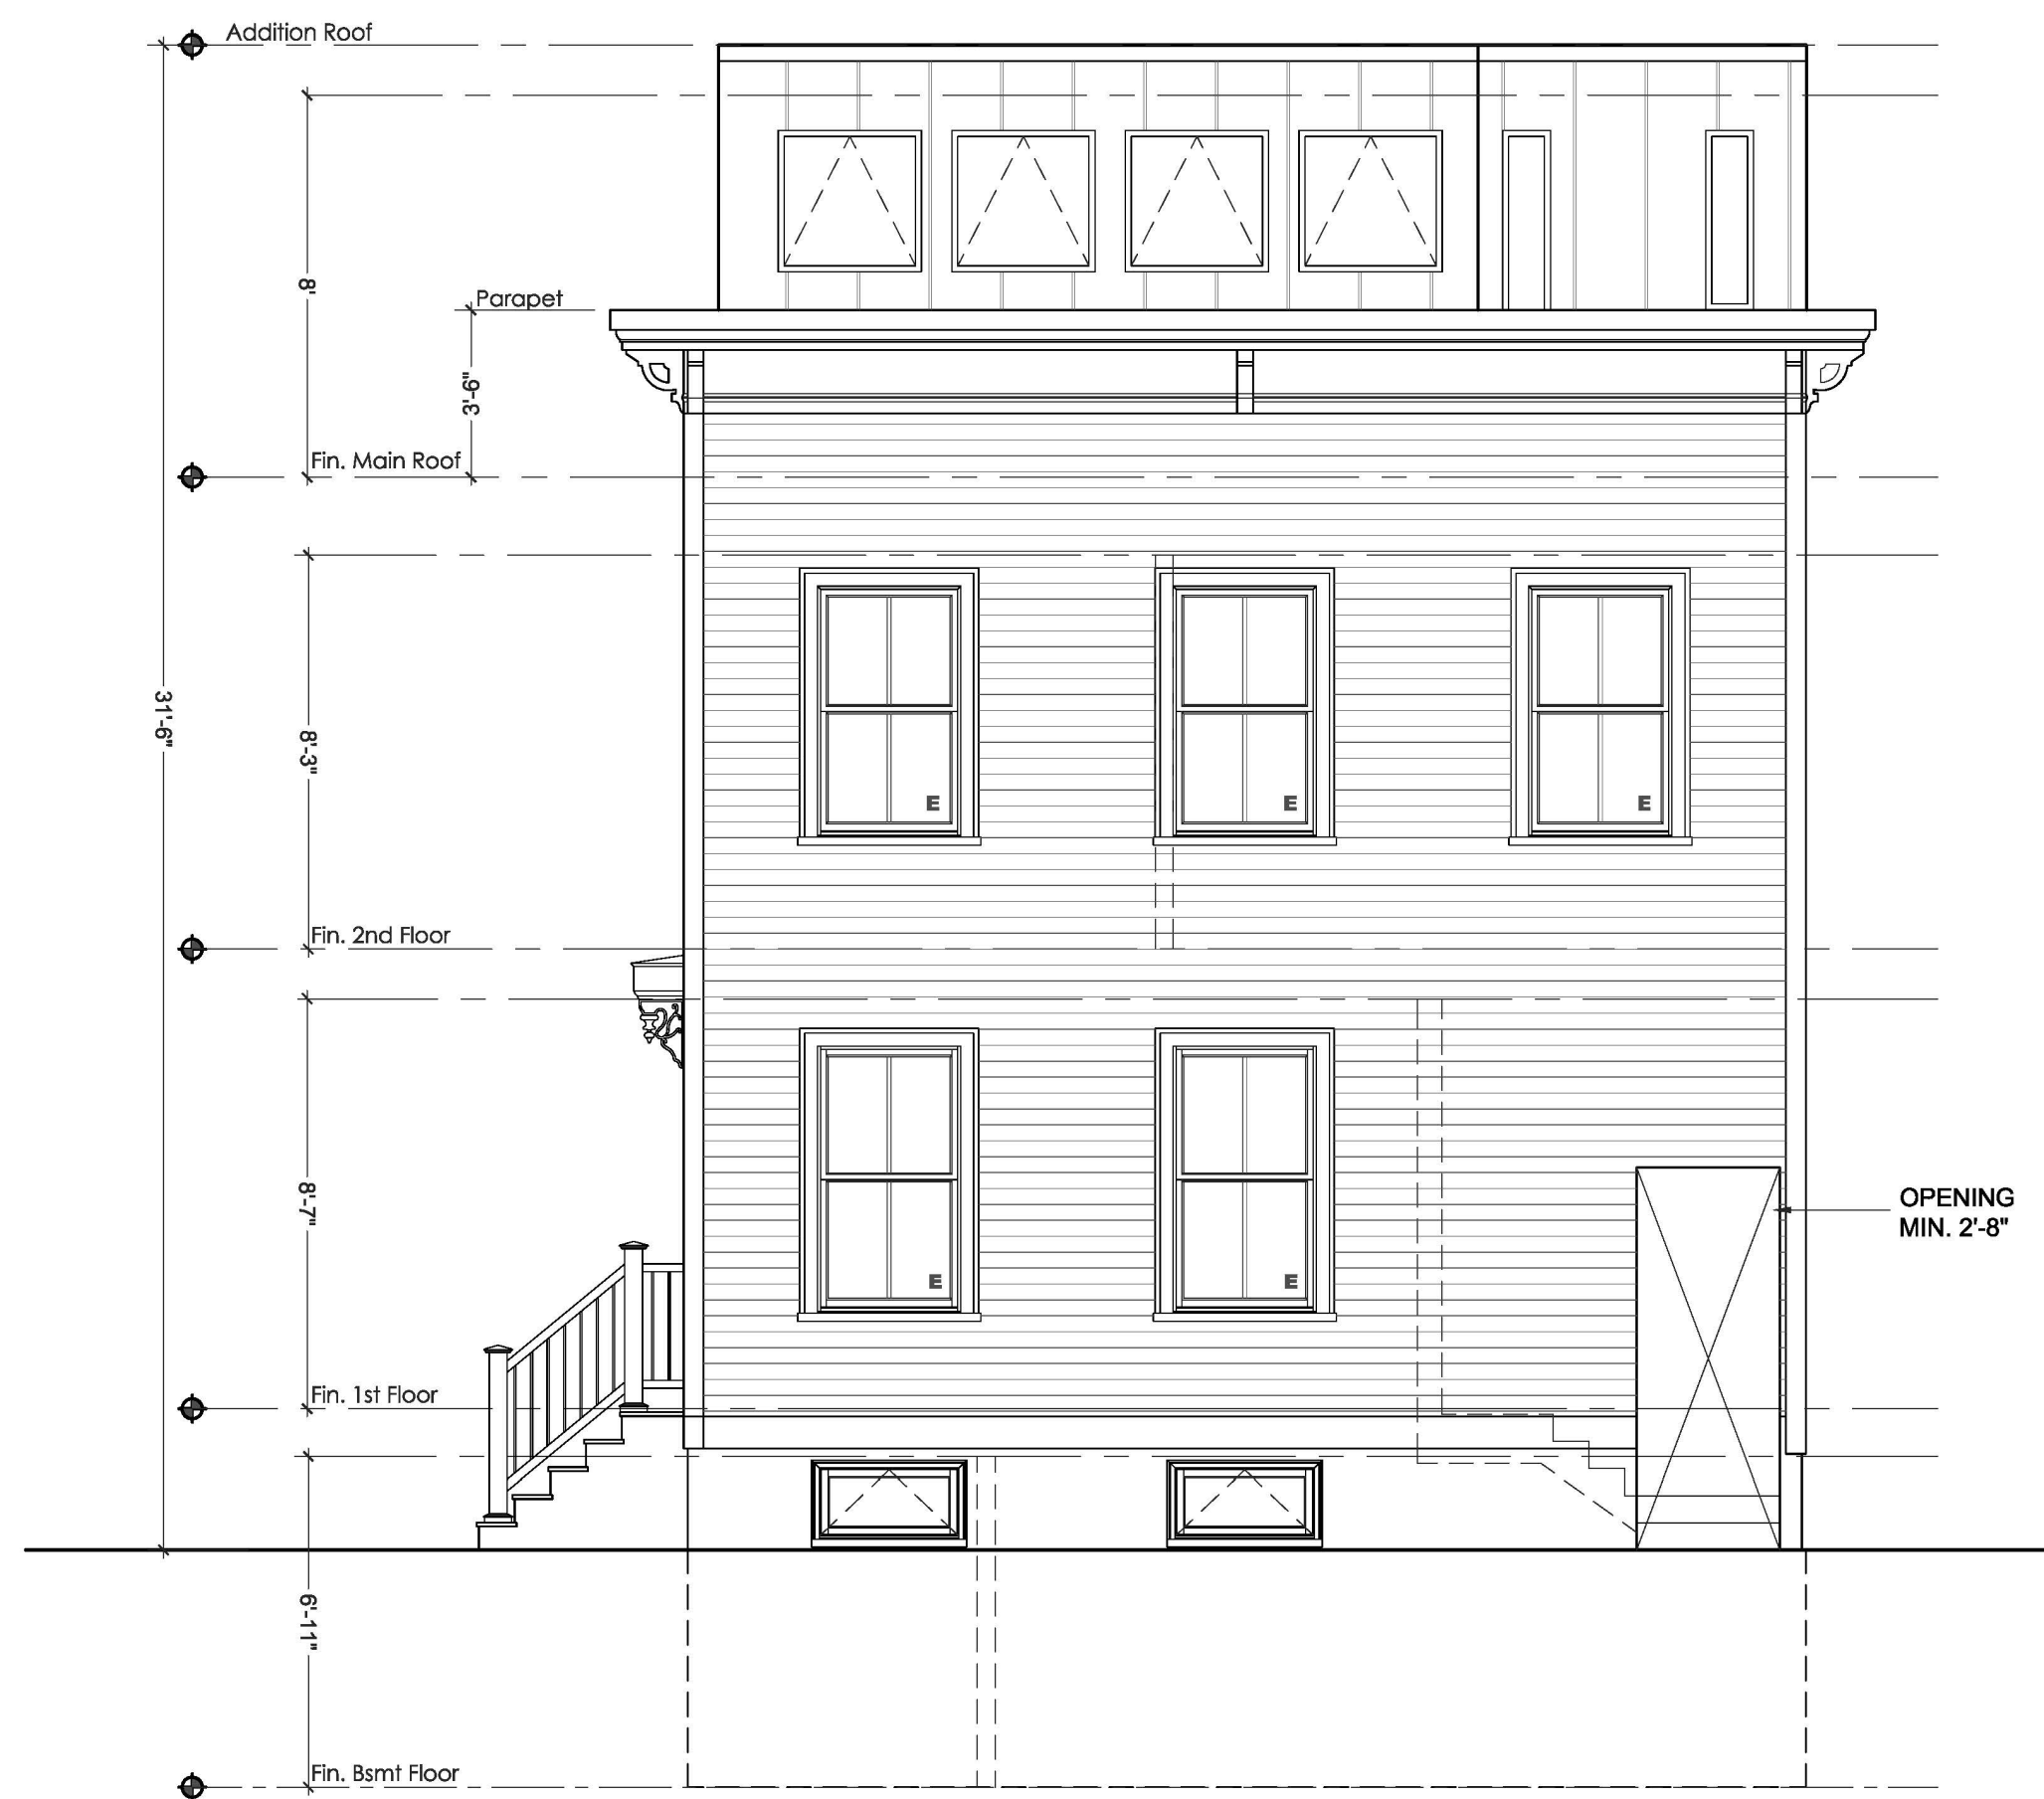 Addition Roof
8'
Parapet
3'-6"
Fin. Main Roof
31'-6"
8'-3"
Fin. 2nd Floor
E
E
E
8'-7"
OPENING
MIN. 2'-8"
E
E
Fin. 1st Floor
6'-11"
Fin. Bsmt Floor